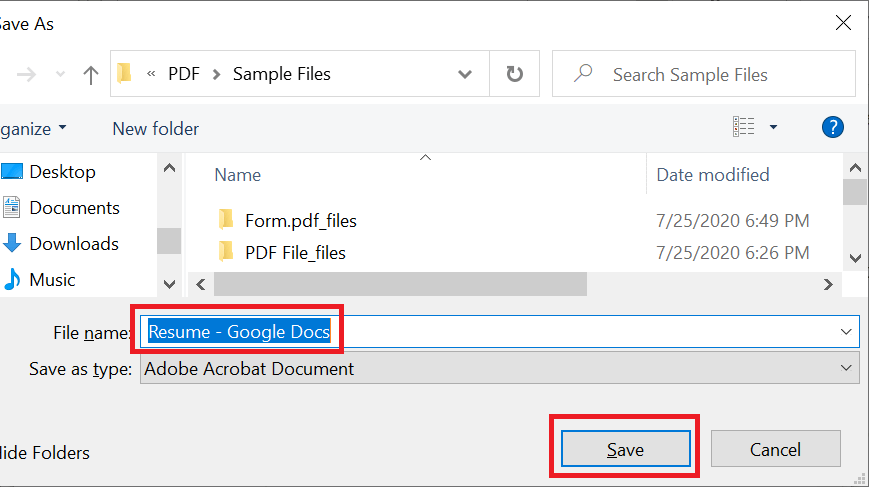 Save As
« PDF > Sample Files
Search Sample Files
ganize
New folder
?
Desktop
Documents
Downloads
Music
Name
Date modified
Form.pdf_files
7/25/2020 6:49 PM
PDF File_files
7/25/2020 6:26 PM
File name:
Resume - Google Docs
Save as type:
Adobe Acrobat Document
Hide Folders
Save
Cancel